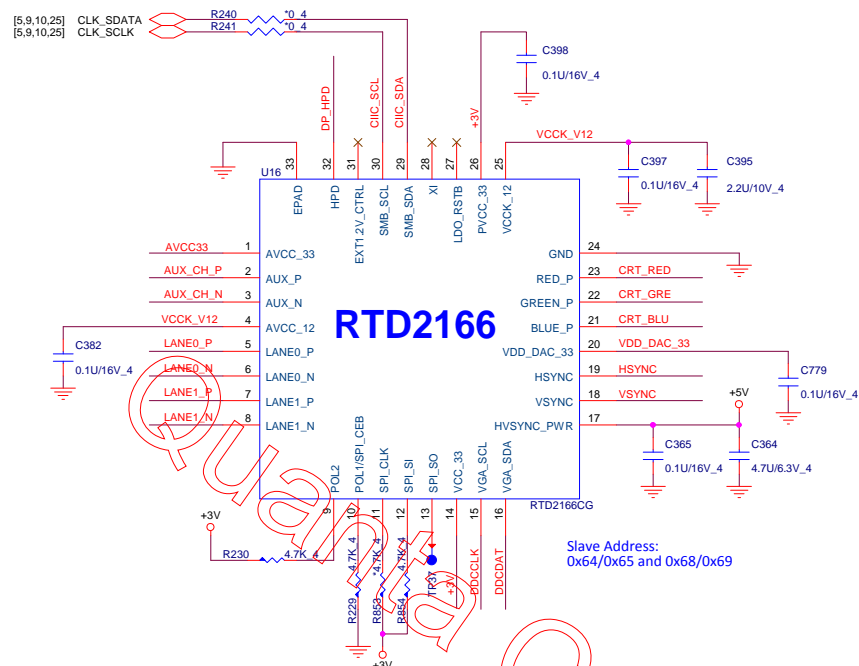 [5,9,10,25] CLK_SDATA R240 *0_4
[5,9,10,25] CLK_SCLK R241 *0_4
C398
0.1U/16V_4
DP_HPD
CIIC_SCL
CIIC_SDA
+3V
VCCK_V12
C397
0.1U/16V_4
C395
2.2U/10V_4
33 32 31 30 29 28 27 26 25
U16
EPAD HPD EXT1.2V_CTRL SMB_SCL SMB_SDA XI LDO_RSTB PVCC_33 VCCK_12
AVCC33 1 AVCC_33
AUX_CH_P 2 AUX_P
AUX_CH_N 3 AUX_N
VCCK_V12 4 AVCC_12
LANE0_P 5 LANE0_P
LANE0_N 6 LANE0_N
LANE1_P 7 LANE1_P
LANE1_N 8 LANE1_N
C382
0.1U/16V_4
RTD2166
GND 24
RED_P 23 CRT_RED
GREEN_P 22 CRT_GRE
BLUE_P 21 CRT_BLU
VDD_DAC_33 20 VDD_DAC_33
HSYNC 19 HSYNC
VSYNC 18 VSYNC
HVSYNC_PWR 17
C779
0.1U/16V_4
+5V
C365
0.1U/16V_4
C364
4.7U/6.3V_4
POL2 POL1/SPI_CEB SPI_CLK SPI_SI SPI_SO VCC_33 VGA_SCL VGA_SDA
RTD2166CG
9 10 11 12 13 14 15 16
+3V
R230 4.7K_4
R229 4.7K_4
R853 *4.7K_4
R854 4.7K_4
TP37
+3V
DDCCLK
DDCDAT
+3V
Slave Address:
0x64/0x65 and 0x68/0x69
Quanta